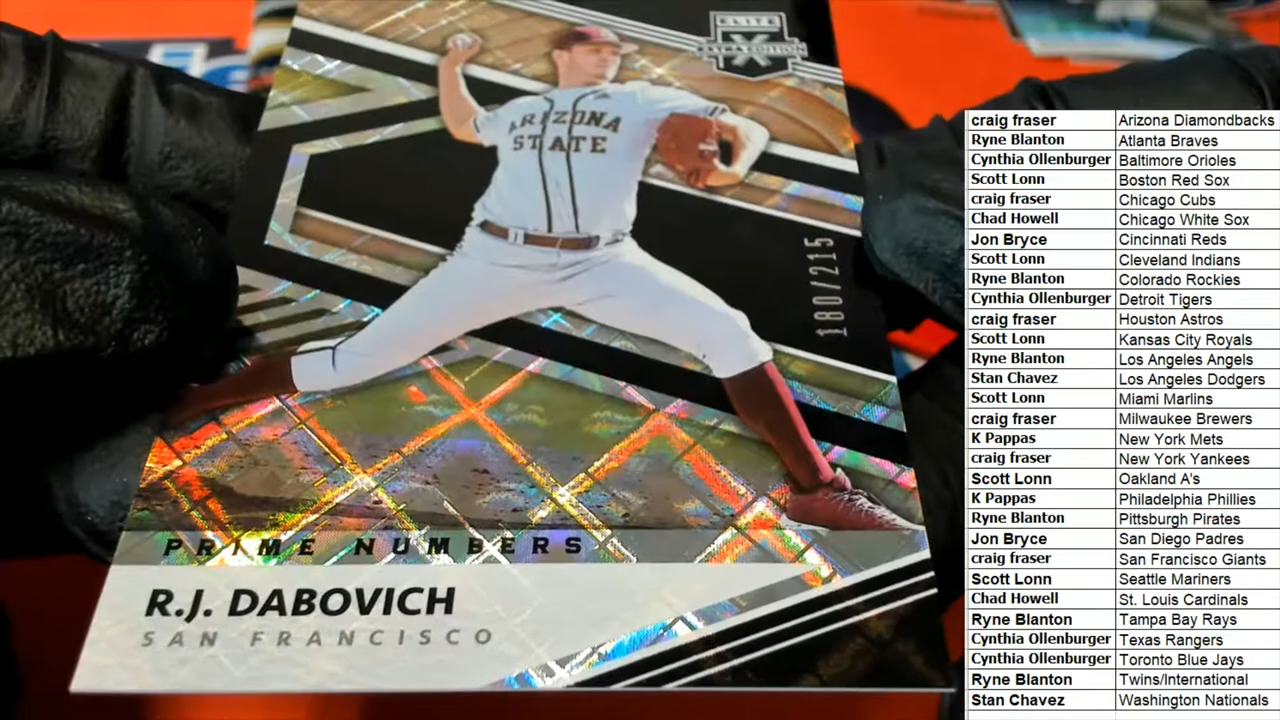 ELITE
EXTRA EDITION
X
ARIZONA
STATE
180/215
PRIME NUMBERS
R.J. DABOVICH
SAN FRANCISCO
craig fraser Arizona Diamondbacks
Ryne Blanton Atlanta Braves
Cynthia Ollenburger Baltimore Orioles
Scott Lonn Boston Red Sox
craig fraser Chicago Cubs
Chad Howell Chicago White Sox
Jon Bryce Cincinnati Reds
Scott Lonn Cleveland Indians
Ryne Blanton Colorado Rockies
Cynthia Ollenburger Detroit Tigers
craig fraser Houston Astros
Scott Lonn Kansas City Royals
Ryne Blanton Los Angeles Angels
Stan Chavez Los Angeles Dodgers
Scott Lonn Miami Marlins
craig fraser Milwaukee Brewers
K Pappas New York Mets
craig fraser New York Yankees
Scott Lonn Oakland A's
K Pappas Philadelphia Phillies
Ryne Blanton Pittsburgh Pirates
Jon Bryce San Diego Padres
craig fraser San Francisco Giants
Scott Lonn Seattle Mariners
Chad Howell St. Louis Cardinals
Ryne Blanton Tampa Bay Rays
Cynthia Ollenburger Texas Rangers
Cynthia Ollenburger Toronto Blue Jays
Ryne Blanton Twins/International
Stan Chavez Washington Nationals